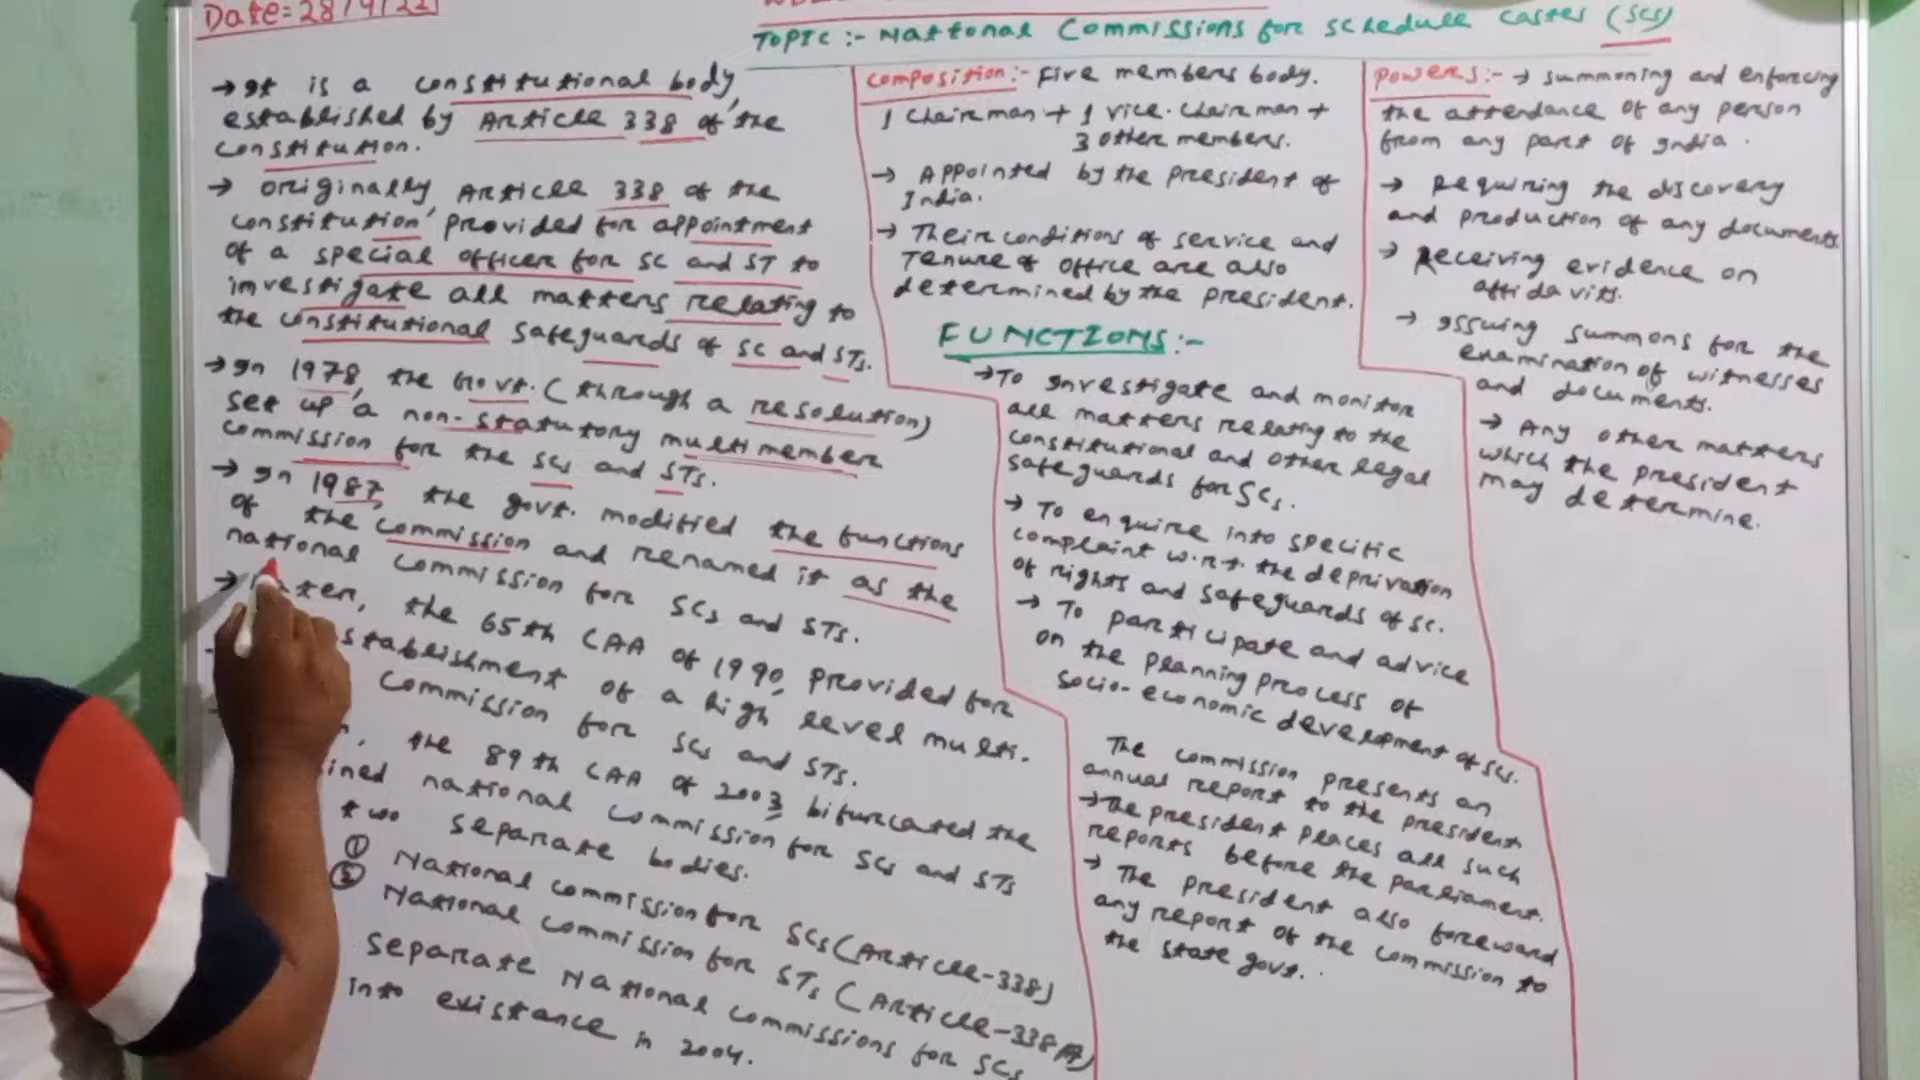 Date=28/9/22
TOPIC :- National Commissions for Schedule Castes (SCs)
→ It is a constitutional body,
established by Article 338 of the
constitution.
→ originally, Article 338 of the
constitution, provided for appointment
of a special officer for SC and ST to
investigate all matters relating to
the constitutional safeguards of SC and STs.
→ In 1978, the Govt. (through a resolution)
set up a non-statutory multi member
commission for the SCs and STs.
→ In 1987, the govt. modified the functions
of the commission and renamed it as the
national commission for SCs and STs.
→ ter, the 65th CAA of 1990, provided for
stablishment of a high level multi.
commission for SCs and STs.
the 89th CAA of 2003 bifurcated the
ined national commission for SCs and STs
two separate bodies.
① National commission for SCs (Article-338)
② National commission for STs (Article-338A)
separate National commissions for SCs
into existance in 2004.
Composition:- Five members body.
1 Chairman + 1 vice. Chairman +
3 other members.
→ Appointed by the President of
India.
→ Their conditions of service and
Tenure of office are also
determined by the President.
FUNCTIONS:-
→ To Investigate and monitor
all matters relating to the
constitutional and other legal
safeguards for SCs.
→ To enquire into specific
complaint w.r.t. the deprivation
of rights and safeguards of SC.
→ To participate and advice
on the planning process of
socio-economic development of SCs.
The commission presents an
annual report to the president
→ The president places all such
reports before the parliament.
→ The president also foreward
any report of the commission to
the state govt.
Powers:- → summoning and enforcing
the attendance of any person
from any part of India.
→ Requiring the discovery
and production of any documents
→ Receiving evidence on
affidavits.
→ Issuing summons for the
examination of witnesses
and documents.
→ Any other matters
which the president
may determine.